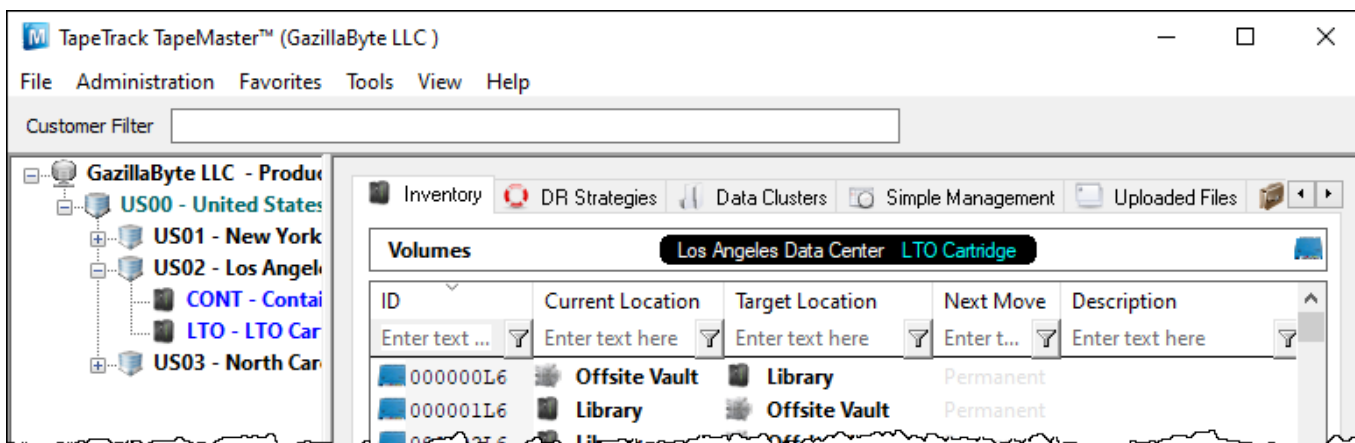 TapeTrack TapeMaster™ (GazillaByte LLC )
File Administration Favorites Tools View Help
Customer Filter
GazillaByte LLC - Produc
US00 - United States
US01 - New York
US02 - Los Angele
CONT - Contai
LTO - LTO Car
US03 - North Car
Inventory DR Strategies Data Clusters Simple Management Uploaded Files
Volumes Los Angeles Data Center LTO Cartridge
ID Current Location Target Location Next Move Description
Enter text ... Enter text here Enter text here Enter t... Enter text here
000000L6 Offsite Vault Library Permanent
000001L6 Library Offsite Vault Permanent